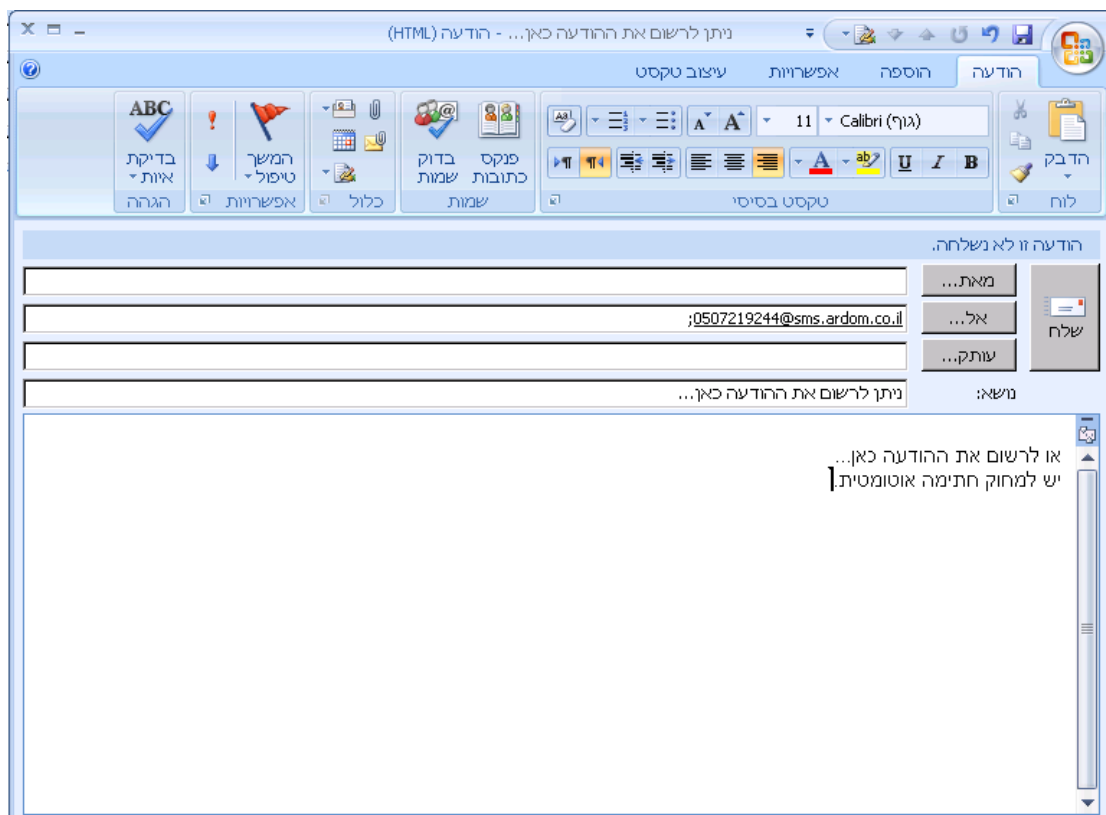 ניתן לרשום את ההודעה כאן... - הודעה (HTML)
הודעה הוספה אפשרויות עיצוב טקסט
הדבק
לוח
Calibri (גוף) 11
B I U
טקסט בסיסי
פנקס כתובות
בדוק שמות
שמות
כלול
המשך טיפול
אפשרויות
ABC
בדיקת איות
הגהה
הודעה זו לא נשלחה.
שלח
מאת...
אל... 0507219244@sms.ardom.co.il;
עותק...
נושא: ניתן לרשום את ההודעה כאן...
או לרשום את ההודעה כאן...
יש למחוק חתימה אוטומטית.